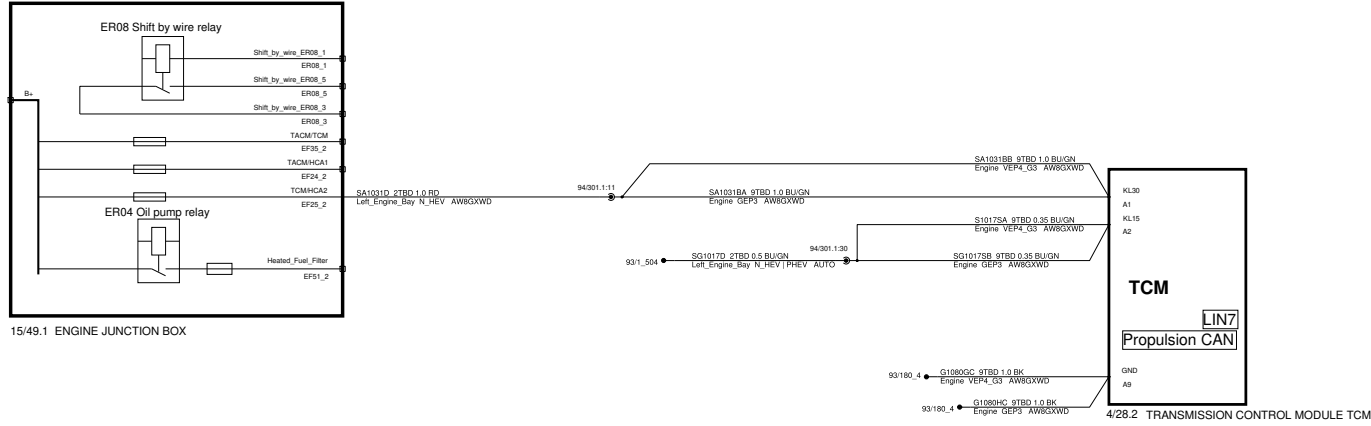 ER08 Shift by wire relay
Shift_by_wire_ER08_1
ER08_1
Shift_by_wire_ER08_5
ER08_5
Shift_by_wire_ER08_3
ER08_3
B+
TACM/TCM
EF35_2
TACM/HCA1
EF24_2
TCM/HCA2
EF25_2
ER04 Oil pump relay
Heated_Fuel_Filter
EF51_2
15/49.1 ENGINE JUNCTION BOX
SA1031D 2TBD 1.0 RD
Left_Engine_Bay N_HEV AW8GXWD
94/301.1:11
SA1031BB 9TBD 1.0 BU/GN
Engine VEP4_G3 AW8GXWD
SA1031BA 9TBD 1.0 BU/GN
Engine GEP3 AW8GXWD
S1017SA 9TBD 0.35 BU/GN
Engine VEP4_G3 AW8GXWD
94/301.1:30
93/1_504
SG1017D 2TBD 0.5 BU/GN
Left_Engine_Bay N_HEV | PHEV AUTO
SG1017SB 9TBD 0.35 BU/GN
Engine GEP3 AW8GXWD
KL30
A1
KL15
A2
TCM
LIN7
Propulsion CAN
GND
A9
93/180_4
G1080GC 9TBD 1.0 BK
Engine VEP4_G3 AW8GXWD
93/180_4
G1080HC 9TBD 1.0 BK
Engine GEP3 AW8GXWD
4/28.2 TRANSMISSION CONTROL MODULE TCM